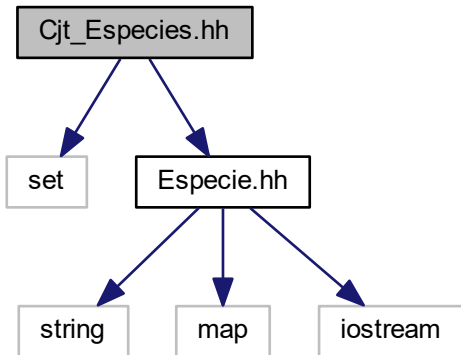 Cjt_Especies.hh
set
Especie.hh
string
map
iostream